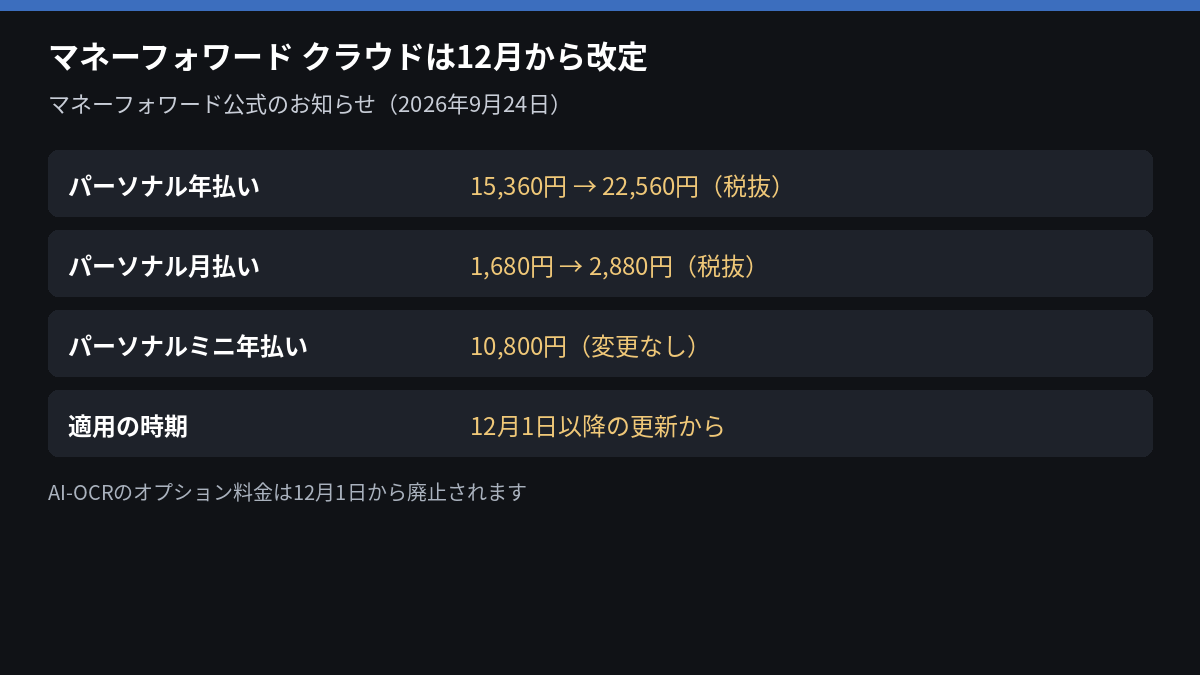 マネーフォワード クラウドは12月から改定
マネーフォワード公式のお知らせ（2026年9月24日）
パーソナル年払い 15,360円 → 22,560円（税抜）
パーソナル月払い 1,680円 → 2,880円（税抜）
パーソナルミニ年払い 10,800円（変更なし）
適用の時期 12月1日以降の更新から
AI-OCRのオプション料金は12月1日から廃止されます